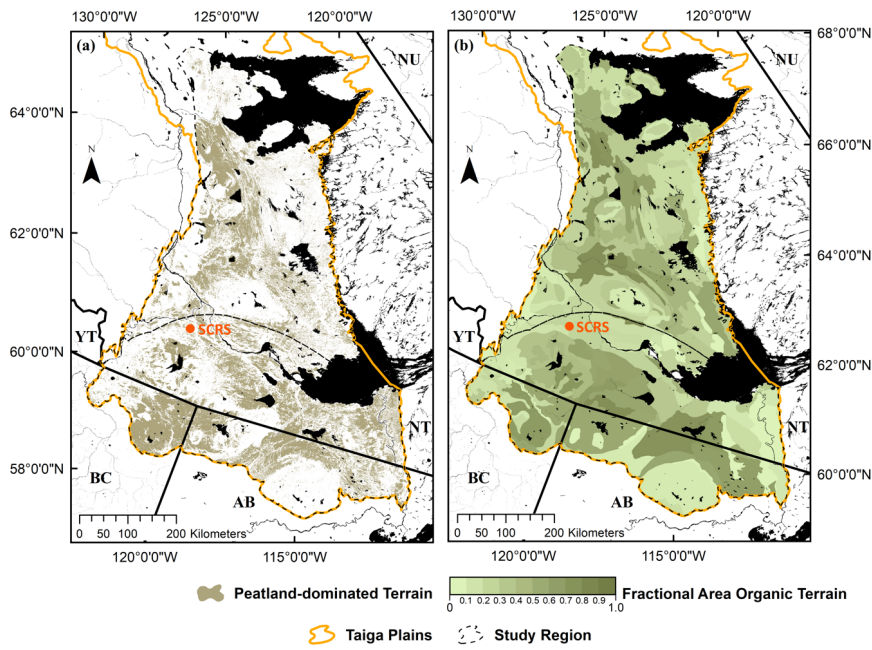 130°0'0"W 125°0'0"W 120°0'0"W 130°0'0"W 125°0'0"W 120°0'0"W
68°0'0"N
(a) NU (b) NU
64°0'0"N
66°0'0"N
N N
62°0'0"N
64°0'0"N
SCRS SCRS
YT YT
60°0'0"N
62°0'0"N
NT NT
58°0'0"N
60°0'0"N
BC AB BC AB
0 50 100 200 Kilometers 0 50 100 200 Kilometers
120°0'0"W 115°0'0"W 120°0'0"W 115°0'0"W
Peatland-dominated Terrain
0 0.1 0.2 0.3 0.4 0.5 0.6 0.7 0.8 0.9 1.0
Fractional Area Organic Terrain
Taiga Plains Study Region